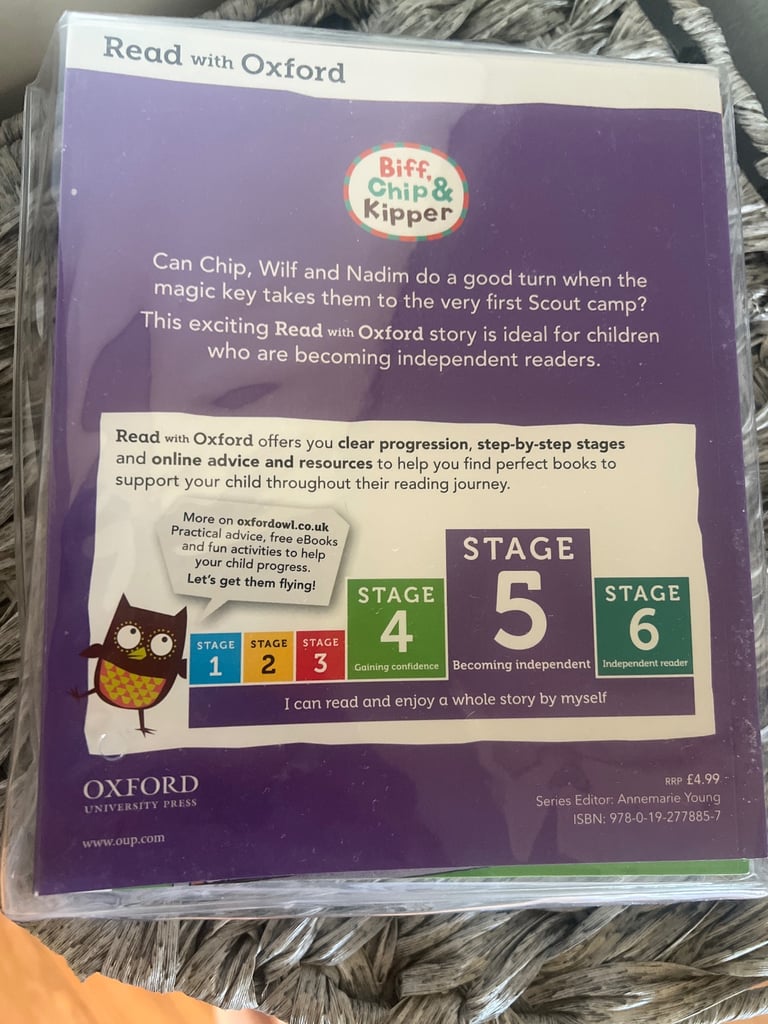 Read with Oxford
Biff,
Chip &
Kipper
Can Chip, Wilf and Nadim do a good turn when the
magic key takes them to the very first Scout camp?
This exciting Read with Oxford story is ideal for children
who are becoming independent readers.
Read with Oxford offers you clear progression, step-by-step stages
and online advice and resources to help you find perfect books to
support your child throughout their reading journey.
More on oxfordowl.co.uk
Practical advice, free eBooks
and fun activities to help
your child progress.
Let's get them flying!
STAGE
1
STAGE
2
STAGE
3
STAGE
4
Gaining confidence
STAGE
5
Becoming independent
STAGE
6
Independent reader
I can read and enjoy a whole story by myself
OXFORD
UNIVERSITY PRESS
www.oup.com
RRP £4.99
Series Editor: Annemarie Young
ISBN: 978-0-19-277885-7